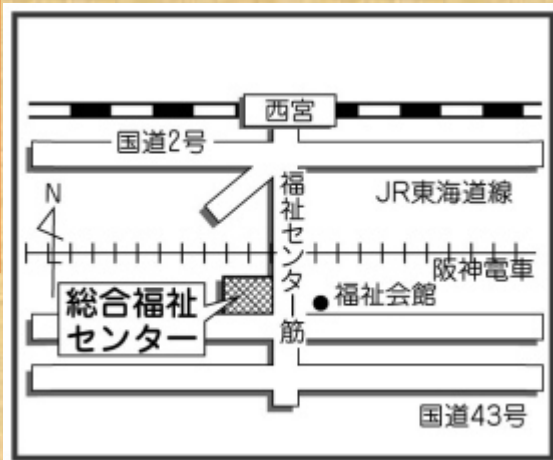 西宮
国道2号
N
JR東海道線
福祉センター筋
阪神電車
総合福祉
センター
福祉会館
国道43号